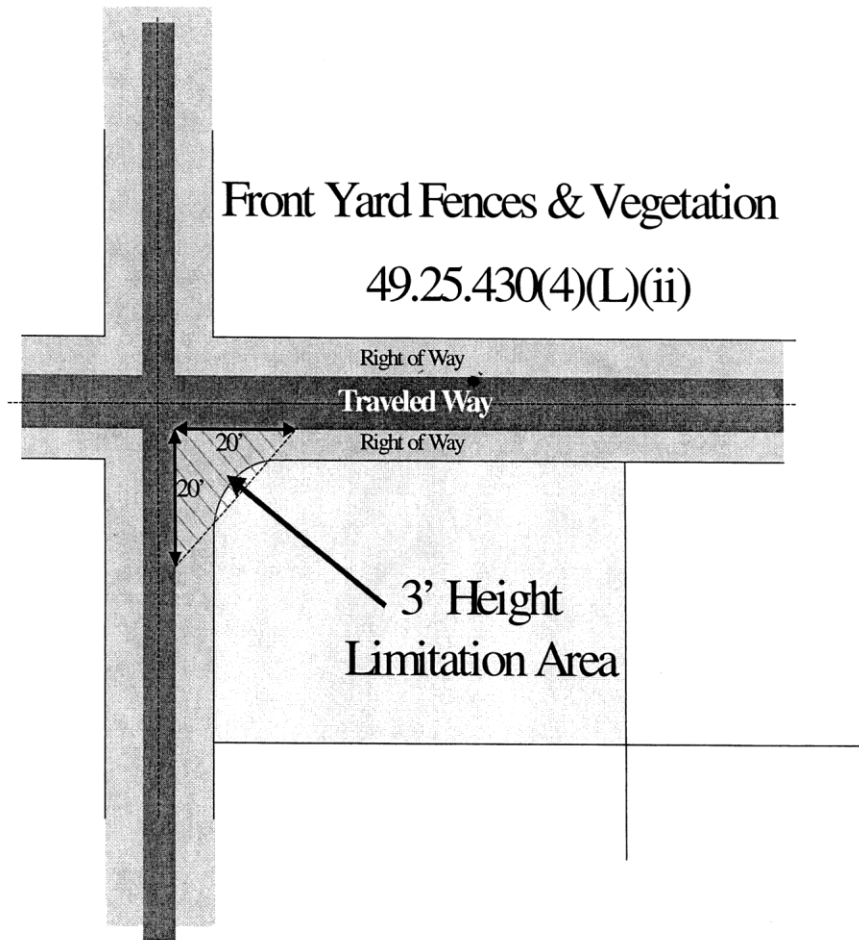 Front Yard Fences & Vegetation
49.25.430(4)(L)(ii)
Right of Way
Traveled Way
Right of Way
20’
20’
3’ Height
Limitation Area